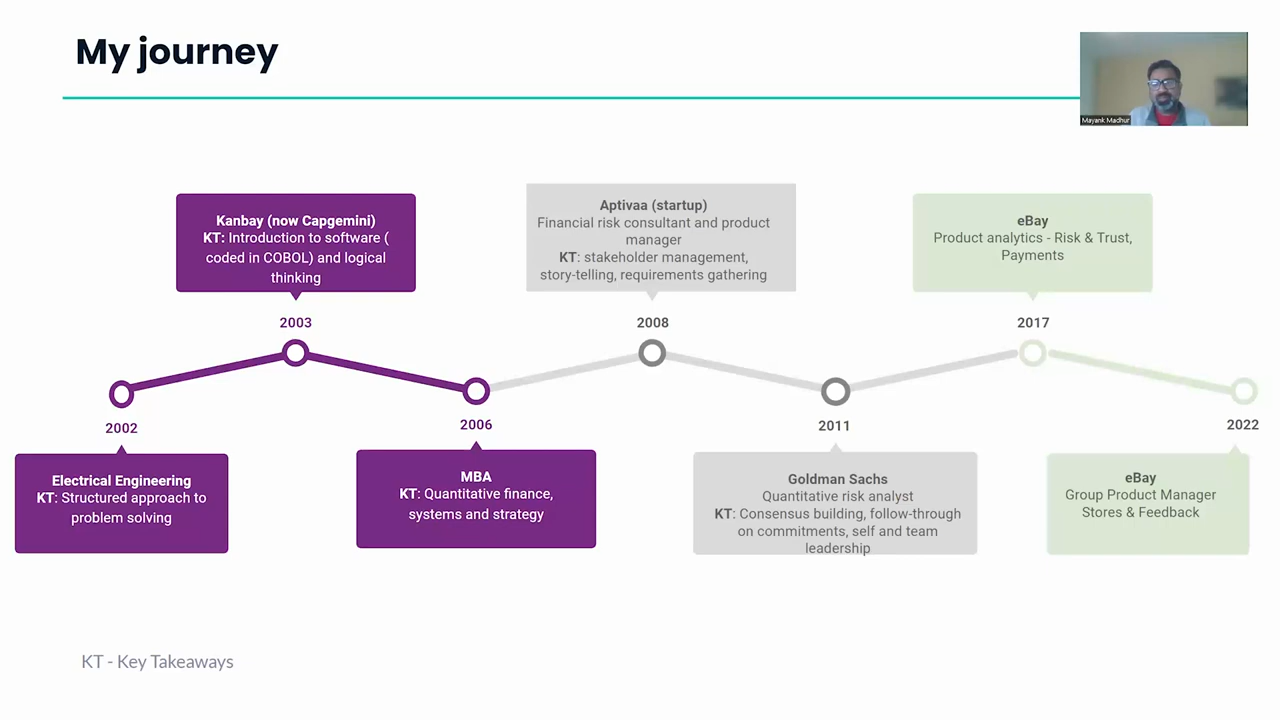 My journey
Mayank Madhur
Kanbay (now Capgemini)
KT: Introduction to software (
coded in COBOL) and logical
thinking
Aptivaa (startup)
Financial risk consultant and product
manager
KT: stakeholder management,
story-telling, requirements gathering
eBay
Product analytics - Risk & Trust,
Payments
2003
2008
2017
2002
2006
2011
2022
Electrical Engineering
KT: Structured approach to
problem solving
MBA
KT: Quantitative finance,
systems and strategy
Goldman Sachs
Quantitative risk analyst
KT: Consensus building, follow-through
on commitments, self and team
leadership
eBay
Group Product Manager
Stores & Feedback
KT - Key Takeaways